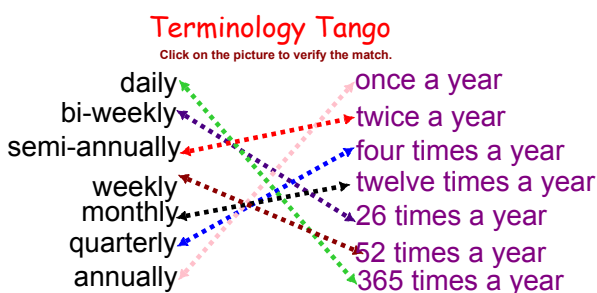 Terminology Tango
Click on the picture to verify the match.
daily
once a year
bi-weekly
twice a year
semi-annually
four times a year
weekly
twelve times a year
monthly
26 times a year
quarterly
52 times a year
annually
365 times a year